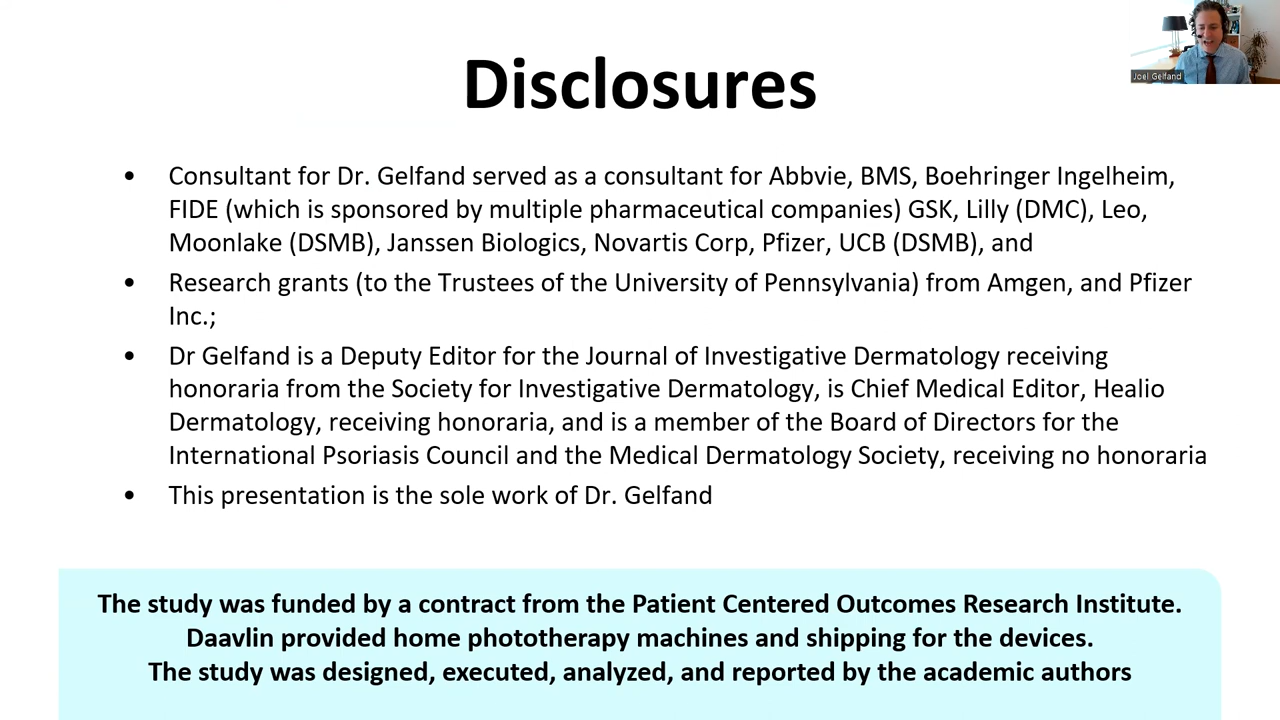 Disclosures
Joel Gelfand
• Consultant for Dr. Gelfand served as a consultant for Abbvie, BMS, Boehringer Ingelheim,
FIDE (which is sponsored by multiple pharmaceutical companies) GSK, Lilly (DMC), Leo,
Moonlake (DSMB), Janssen Biologics, Novartis Corp, Pfizer, UCB (DSMB), and
• Research grants (to the Trustees of the University of Pennsylvania) from Amgen, and Pfizer
Inc.;
• Dr Gelfand is a Deputy Editor for the Journal of Investigative Dermatology receiving
honoraria from the Society for Investigative Dermatology, is Chief Medical Editor, Healio
Dermatology, receiving honoraria, and is a member of the Board of Directors for the
International Psoriasis Council and the Medical Dermatology Society, receiving no honoraria
• This presentation is the sole work of Dr. Gelfand
The study was funded by a contract from the Patient Centered Outcomes Research Institute.
Daavlin provided home phototherapy machines and shipping for the devices.
The study was designed, executed, analyzed, and reported by the academic authors